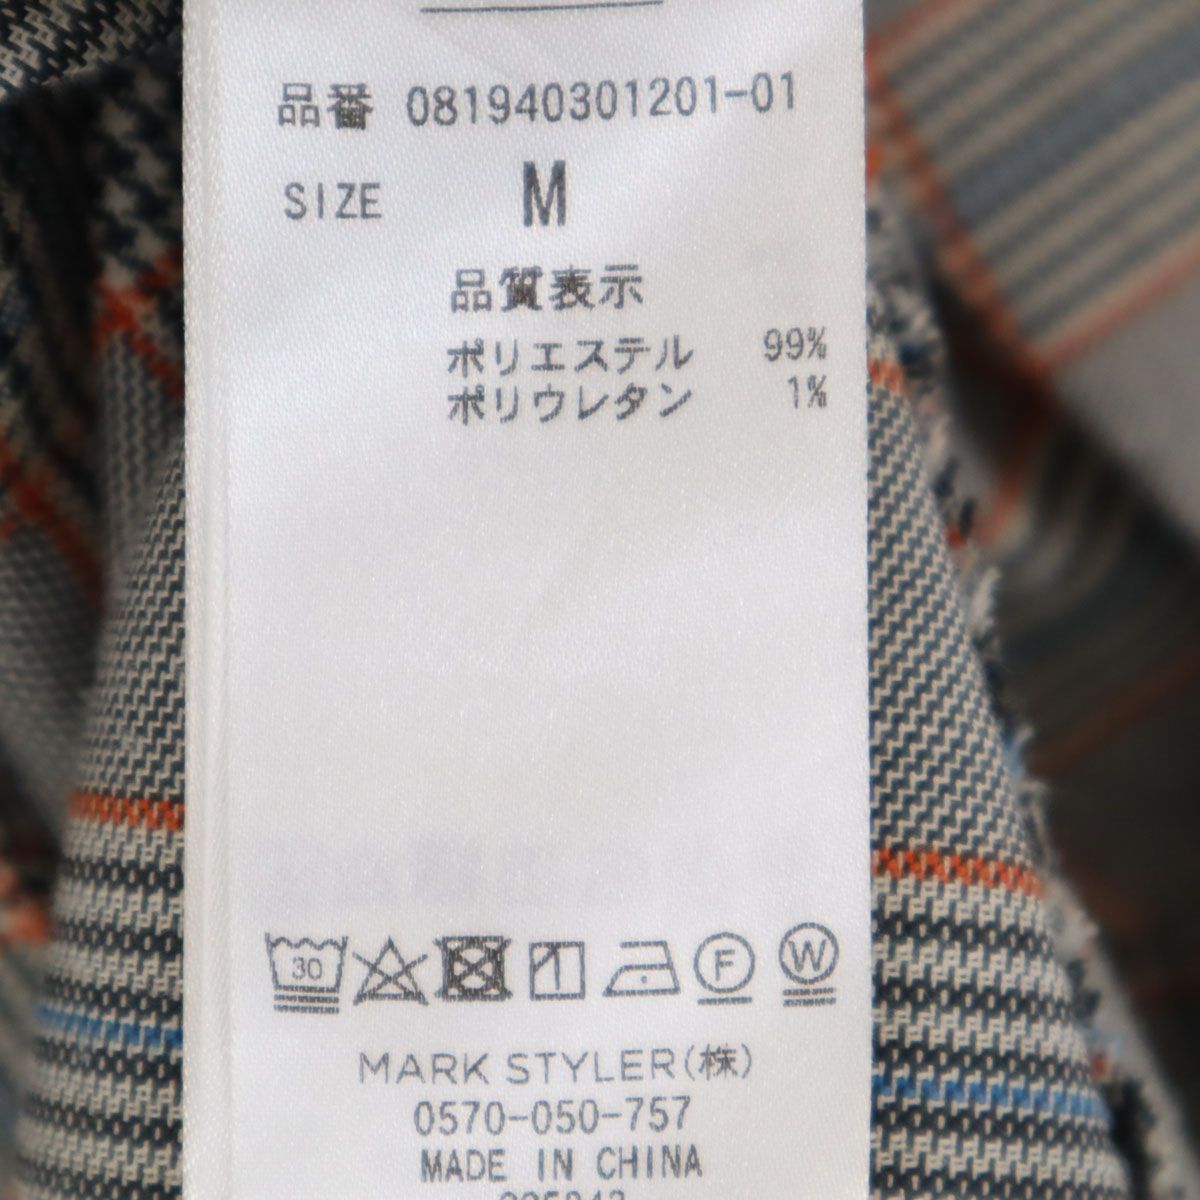 品番 081940301201-01
SIZE M
品質表示
ポリエステル 99%
ポリウレタン 1%
30 F W
MARK STYLER(株)
0570-050-757
MADE IN CHINA